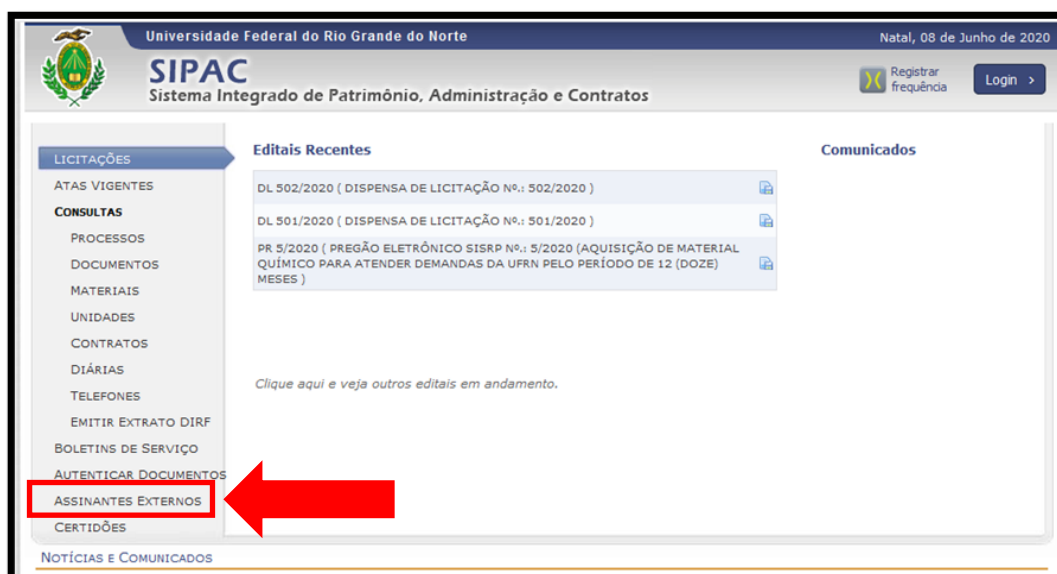 Universidade Federal do Rio Grande do Norte
Natal, 08 de Junho de 2020
SIPAC
Sistema Integrado de Patrimônio, Administração e Contratos
Registrar
frequência
Login >
LICITAÇÕES
ATAS VIGENTES
CONSULTAS
PROCESSOS
DOCUMENTOS
MATERIAIS
UNIDADES
CONTRATOS
DIÁRIAS
TELEFONES
EMITIR EXTRATO DIRF
BOLETINS DE SERVIÇO
AUTENTICAR DOCUMENTOS
ASSINANTES EXTERNOS
CERTIDÕES
Editais Recentes
DL 502/2020 ( DISPENSA DE LICITAÇÃO Nº.: 502/2020 )
DL 501/2020 ( DISPENSA DE LICITAÇÃO Nº.: 501/2020 )
PR 5/2020 ( PREGÃO ELETRÔNICO SISRP Nº.: 5/2020 (AQUISIÇÃO DE MATERIAL
QUÍMICO PARA ATENDER DEMANDAS DA UFRN PELO PERÍODO DE 12 (DOZE)
MESES )
Clique aqui e veja outros editais em andamento.
Comunicados
NOTÍCIAS E COMUNICADOS